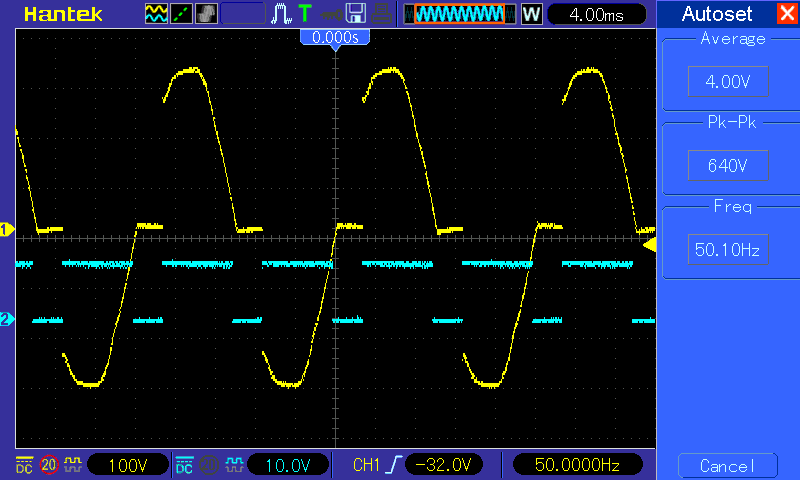 Hantek T W 4.00ms Autoset
0.000s
Average
4.00V
Pk-Pk
640V
Freq
50.10Hz
1
2
DC 20 100V DC 20 10.0V CH1 -32.0V 50.0000Hz Cancel